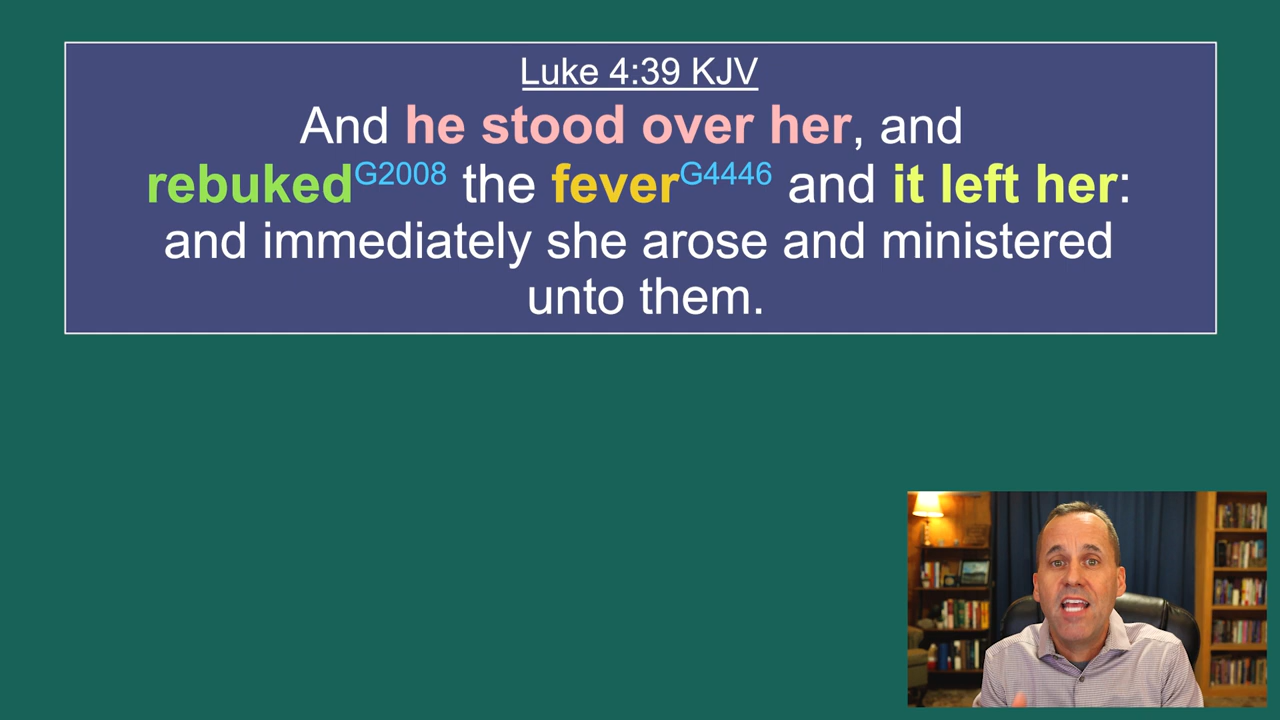 Luke 4:39 KJV
And he stood over her, and
rebukedG2008 the feverG4446 and it left her:
and immediately she arose and ministered
unto them.